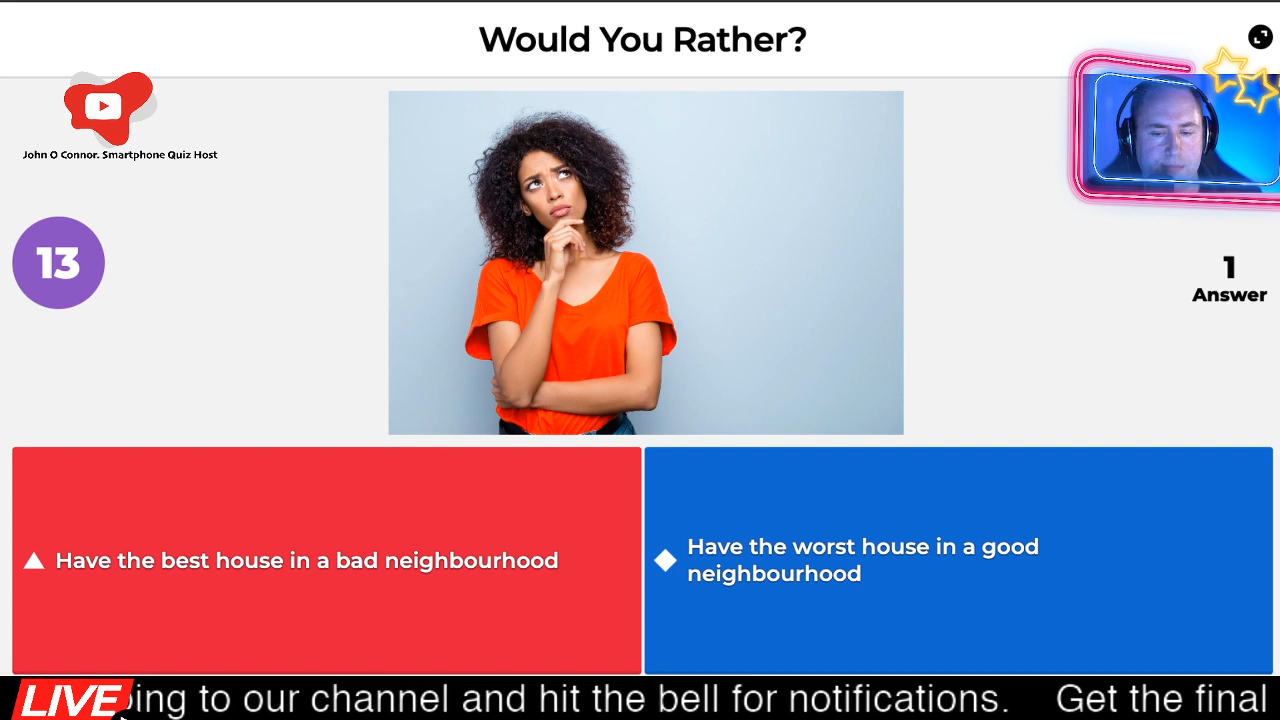 Would You Rather?
John O Connor. Smartphone Quiz Host
13
1
Answer
Have the best house in a bad neighbourhood
Have the worst house in a good
neighbourhood
LIVE
to our channel and hit the bell for notifications. Get the final